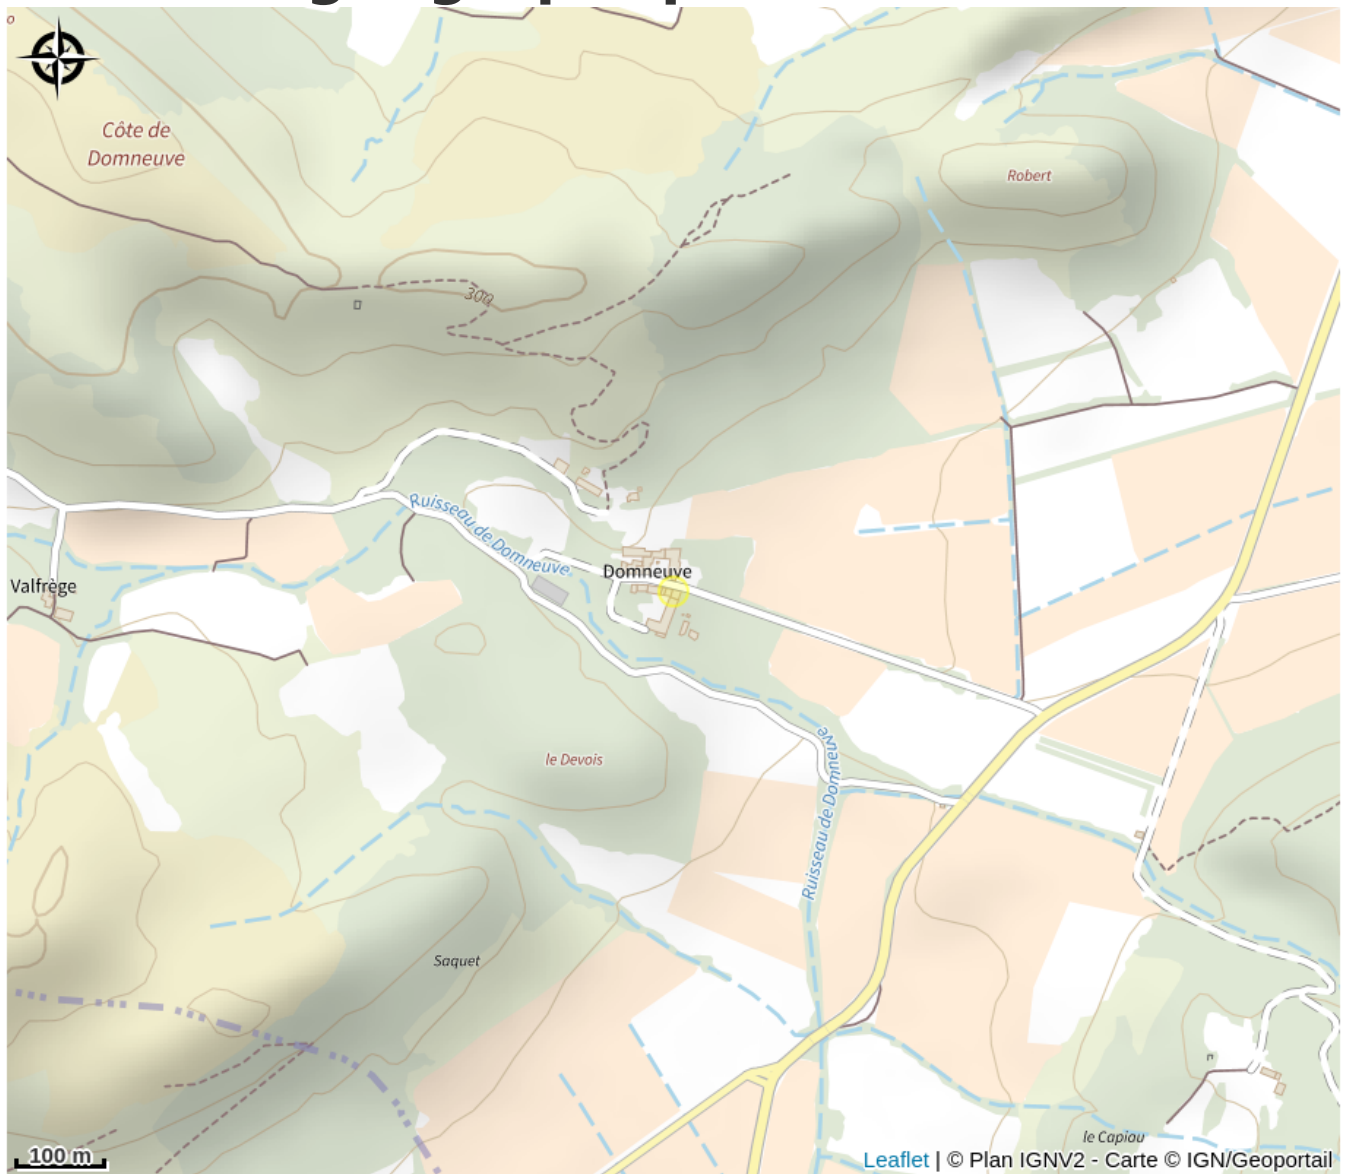 Côte de
Domneuve
Robert
300
Ruisseau de Domneuve
Domneuve
Valfrège
le Devois
Ruisseau de Domneuve
Saquet
le Capiau
100 m
Leaflet | © Plan IGNV2 - Carte © IGN/Geoportail